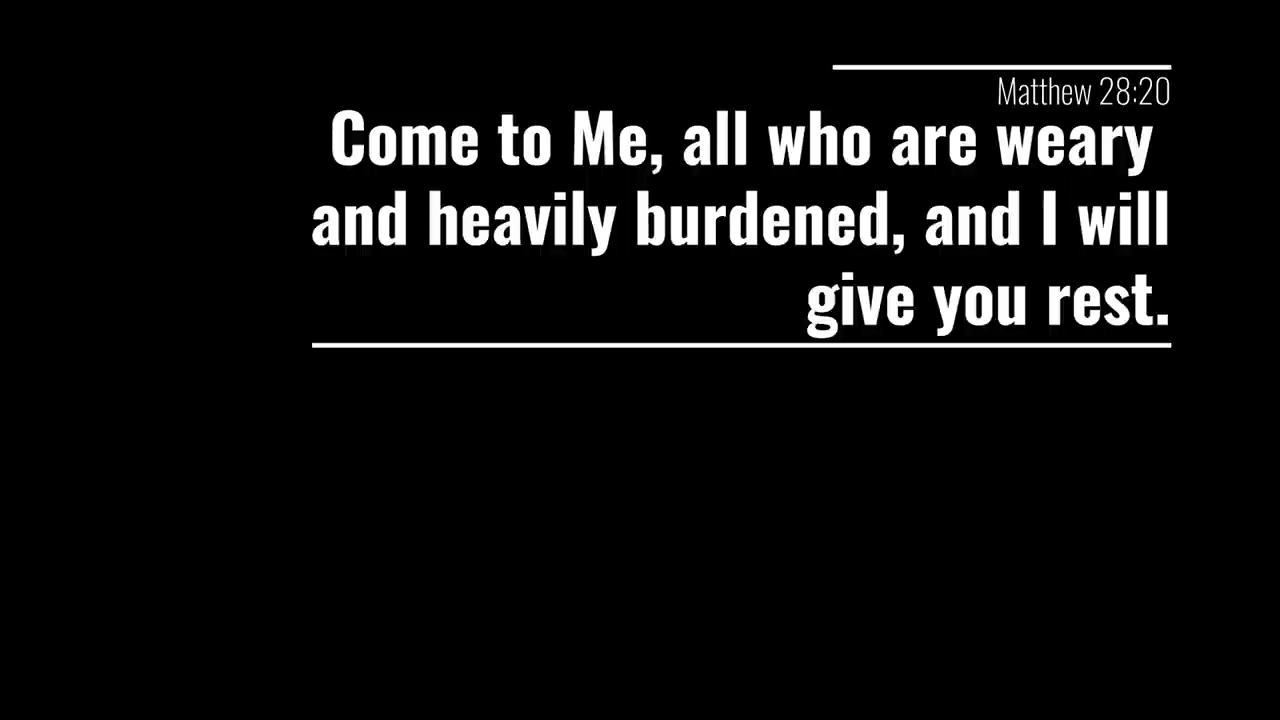 Matthew 28:20
Come to Me, all who are weary
and heavily burdened, and I will
give you rest.